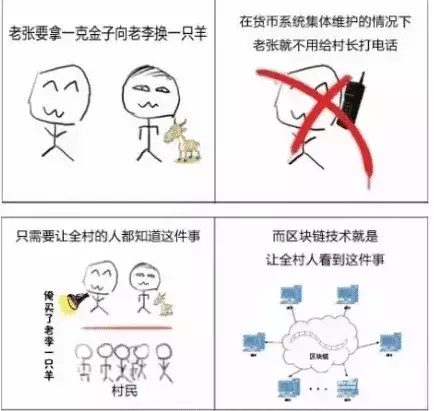 老张要拿一克金子向老李换一只羊
在货币系统集体维护的情况下
老张就不用给村长打电话
只需要让全村的人都知道这件事
俺买了老李一只羊
村民
而区块链技术就是
让全村人看到这件事
区块链